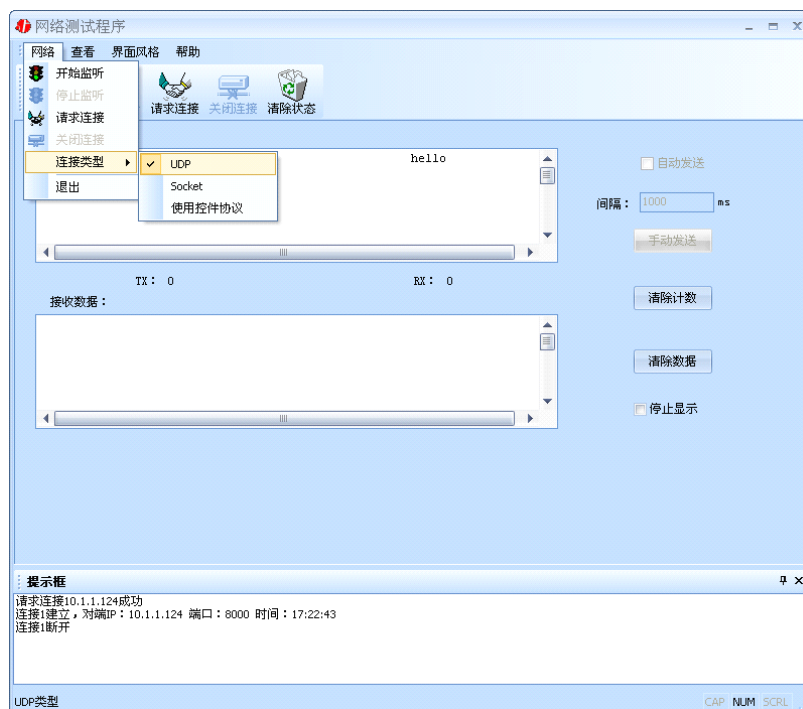 网络测试程序
网络 查看 界面风格 帮助
开始监听
停止监听
请求连接
关闭连接
连接类型
退出
UDP
Socket
使用控件协议
请求连接 关闭连接 清除状态
hello
自动发送
间隔： 1000 ms
手动发送
TX： 0 RX： 0
接收数据：
清除计数
清除数据
停止显示
提示框
请求连接10.1.1.124成功
连接1建立，对端IP：10.1.1.124 端口：8000 时间：17:22:43
连接1断开
UDP类型 CAP NUM SCRL